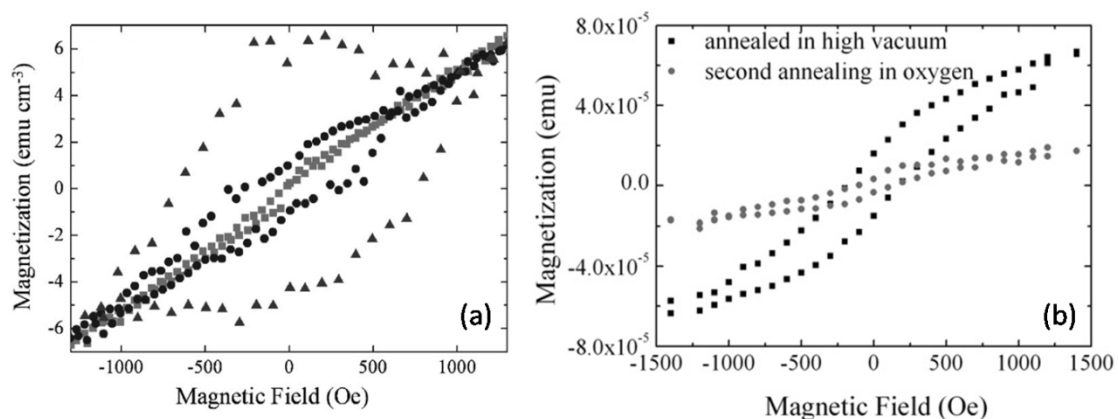 6
4
2
0
-2
-4
-6
-1000 -500 0 500 1000
Magnetization (emu cm⁻³)
Magnetic Field (Oe)
(a)
8.0x10⁻⁵
4.0x10⁻⁵
0.0
-4.0x10⁻⁵
-8.0x10⁻⁵
-1500 -1000 -500 0 500 1000 1500
Magnetization (emu)
Magnetic Field (Oe)
annealed in high vacuum
second annealing in oxygen
(b)